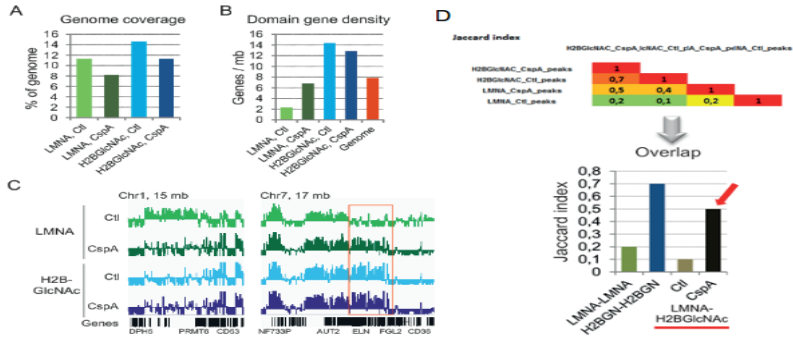 A
Genome coverage
% of genome
16
14
12
10
8
6
4
2
0
LMNA, Ctl
LMNA, CspA
H2BGlcNAc, Ctl
H2BGlcNAc, CspA
B
Domain gene density
Genes / mb
16
14
12
10
8
6
4
2
0
LMNA, Ctl
LMNA, CspA
H2BGlcNAc, Ctl
H2BGlcNAc, CspA
Genome
C
Chr1, 15 mb
Chr7, 17 mb
LMNA
Ctl
CspA
H2B-
GlcNAc
Ctl
CspA
Genes
DPH5 PRMT6 CD53
NF733P AUT2 ELN FGL2 CD36
D
Jaccard index
H2BGlcNAC_CspA_
H2BGlcNAC_CspA_peaks 1
H2BGlcNAC_Ctl_peaks 0,7 1
LMNA_CspA_peaks 0,5 0,4 1
LMNA_Ctl_peaks 0,2 0,1 0,2 1
Overlap
Jaccard index
0,8
0,7
0,6
0,5
0,4
0,3
0,2
0,1
0
LMNA-LMNA
H2BGN-H2BGN
Ctl
CspA
LMNA-
H2BGlcNAc